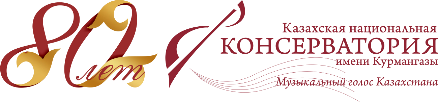 80 лет
Казахская национальная
КОНСЕРВАТОРИЯ
имени Курмангазы
Музыкальный голос Казахстана